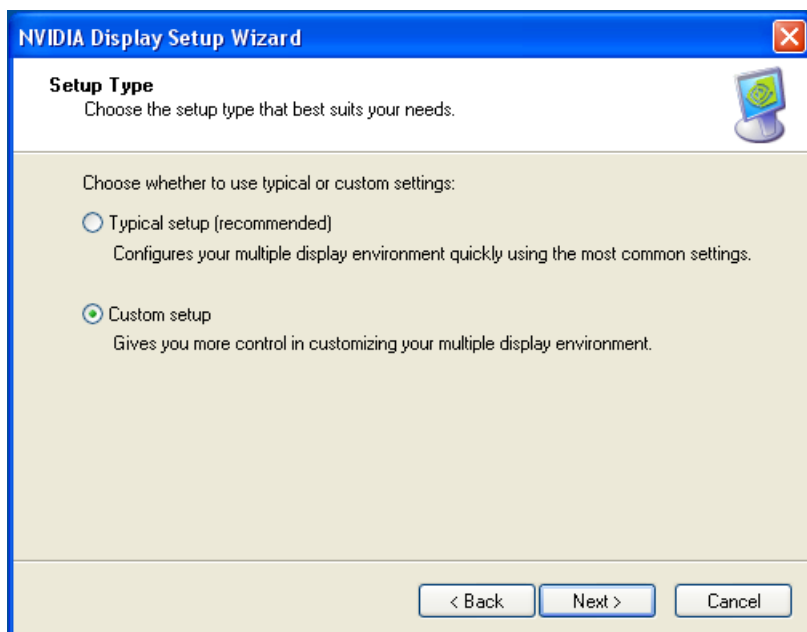 NVIDIA Display Setup Wizard
Setup Type
Choose the setup type that best suits your needs.
Choose whether to use typical or custom settings:
Typical setup (recommended)
Configures your multiple display environment quickly using the most common settings.
Custom setup
Gives you more control in customizing your multiple display environment.
< Back Next > Cancel